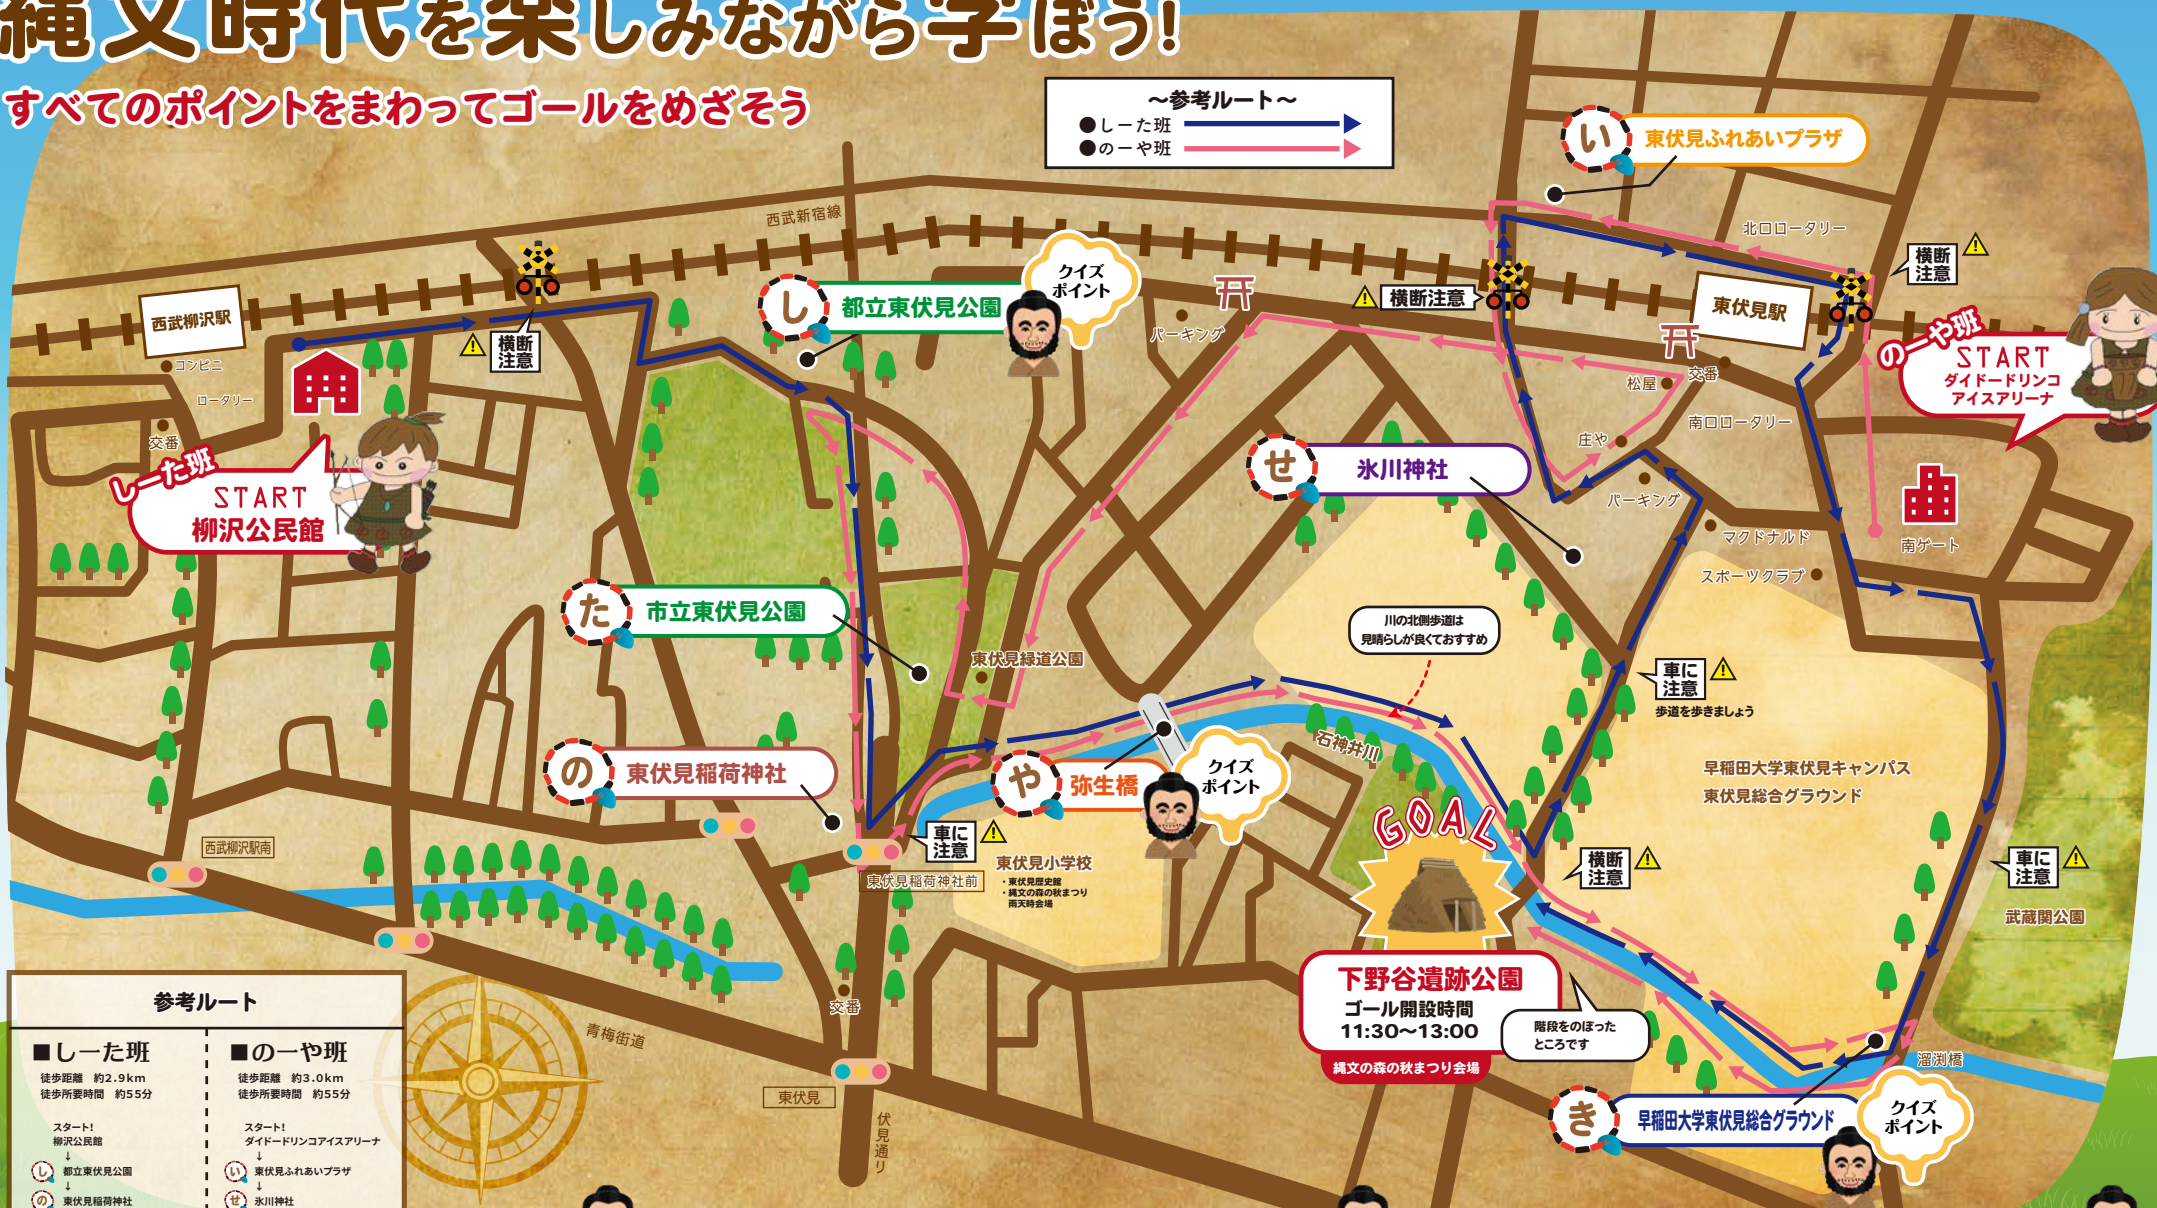 縄文時代を楽しみながら学ぼう!
すべてのポイントをまわってゴールをめざそう
～参考ルート～
●しーた班
●のーや班
い
東伏見ふれあいプラザ
西武新宿線
北口ロータリー
横断
注意
クイズ
ポイント
し
都立東伏見公園
横断注意
東伏見駅
西武柳沢駅
パーキング
コンビニ
横断
注意
のーや班
START
ダイドードリンコ
アイスアリーナ
松屋
交番
ロータリー
南口ロータリー
交番
庄や
しーた班
START
柳沢公民館
せ
氷川神社
パーキング
マクドナルド
南ゲート
スポーツクラブ
た
市立東伏見公園
川の北側歩道は
見晴らしが良くておすすめ
東伏見緑道公園
車に
注意
歩道を歩きましょう
石神井川
の
東伏見稲荷神社
や
弥生橋
クイズ
ポイント
早稲田大学東伏見キャンパス
東伏見総合グラウンド
GOAL
西武柳沢駅南
車に
注意
東伏見小学校
・東伏見歴史館
・縄文の森の秋まつり
雨天時会場
東伏見稲荷神社前
横断
注意
車に
注意
武蔵関公園
下野谷遺跡公園
ゴール開設時間
11:30～13:00
縄文の森の秋まつり会場
階段をのぼった
ところです
交番
青梅街道
溜渕橋
東伏見
伏見通り
き
早稲田大学東伏見総合グラウンド
クイズ
ポイント
参考ルート
■しーた班
徒歩距離 約2.9km
徒歩所要時間 約55分
スタート!
柳沢公民館
↓
し 都立東伏見公園
↓
の 東伏見稲荷神社
■のーや班
徒歩距離 約3.0km
徒歩所要時間 約55分
スタート!
ダイドードリンコアイスアリーナ
↓
い 東伏見ふれあいプラザ
↓
せ 氷川神社